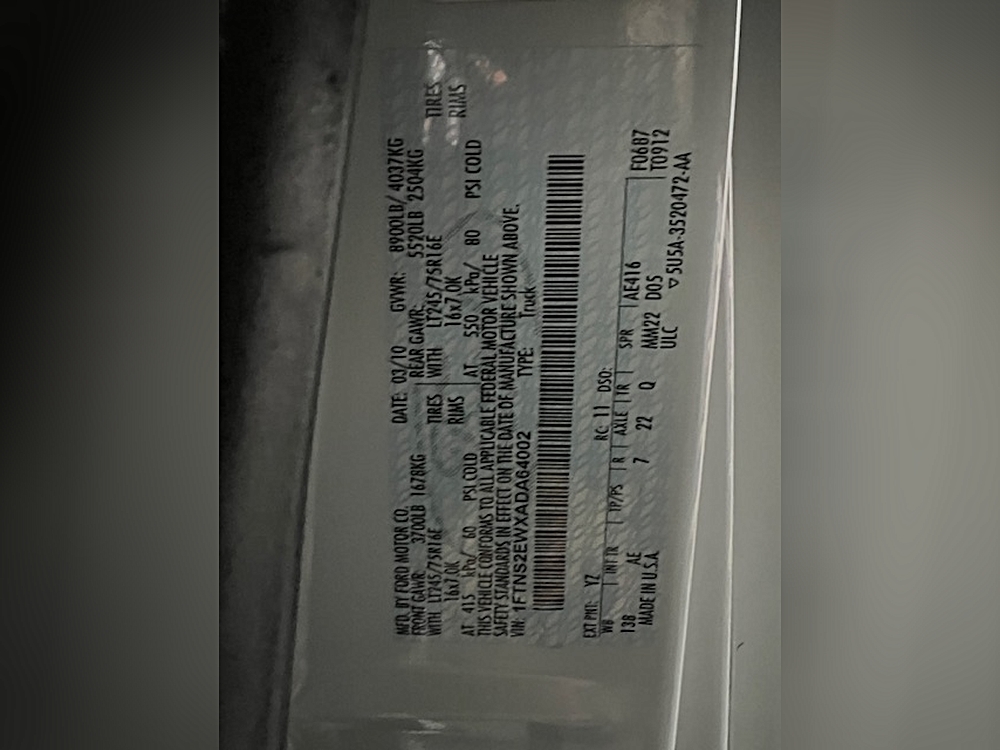 MFD. BY FORD MOTOR CO. DATE: 03/10 GVWR: 8900LB/ 4037KG
FRONT GAWR: 3700LB 1678KG REAR GAWR: 5520LB 2504KG
WITH LT245/75R16E TIRES WITH LT245/75R16E TIRES
16x7.0K RIMS 16x7.0K RIMS
AT 415 kPa/ 60 PSI COLD AT 550 kPa/ 80 PSI COLD
THIS VEHICLE CONFORMS TO ALL APPLICABLE FEDERAL MOTOR VEHICLE
SAFETY STANDARDS IN EFFECT ON THE DATE OF MANUFACTURE SHOWN ABOVE.
VIN: 1FTNS2EWXADA64002 TYPE: Truck
EXT PNT: YZ RC: 11 DSO: F0687
WB INT TR TP/PS R AXLE TR SPR AE416 T0912
138 AE 7 22 Q MM22 DOS
MADE IN U.S.A. ULC
▽5U5A-3520472-AA